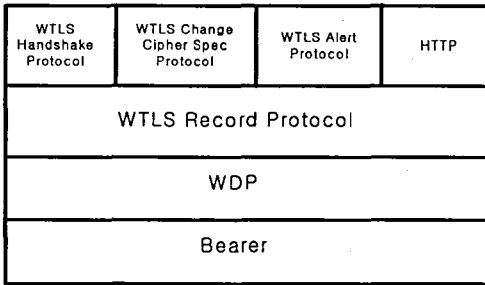 WTLS
Handshake
Protocol
WTLS Change
Cipher Spec
Protocol
WTLS Alert
Protocol
HTTP
WTLS Record Protocol
WDP
Bearer